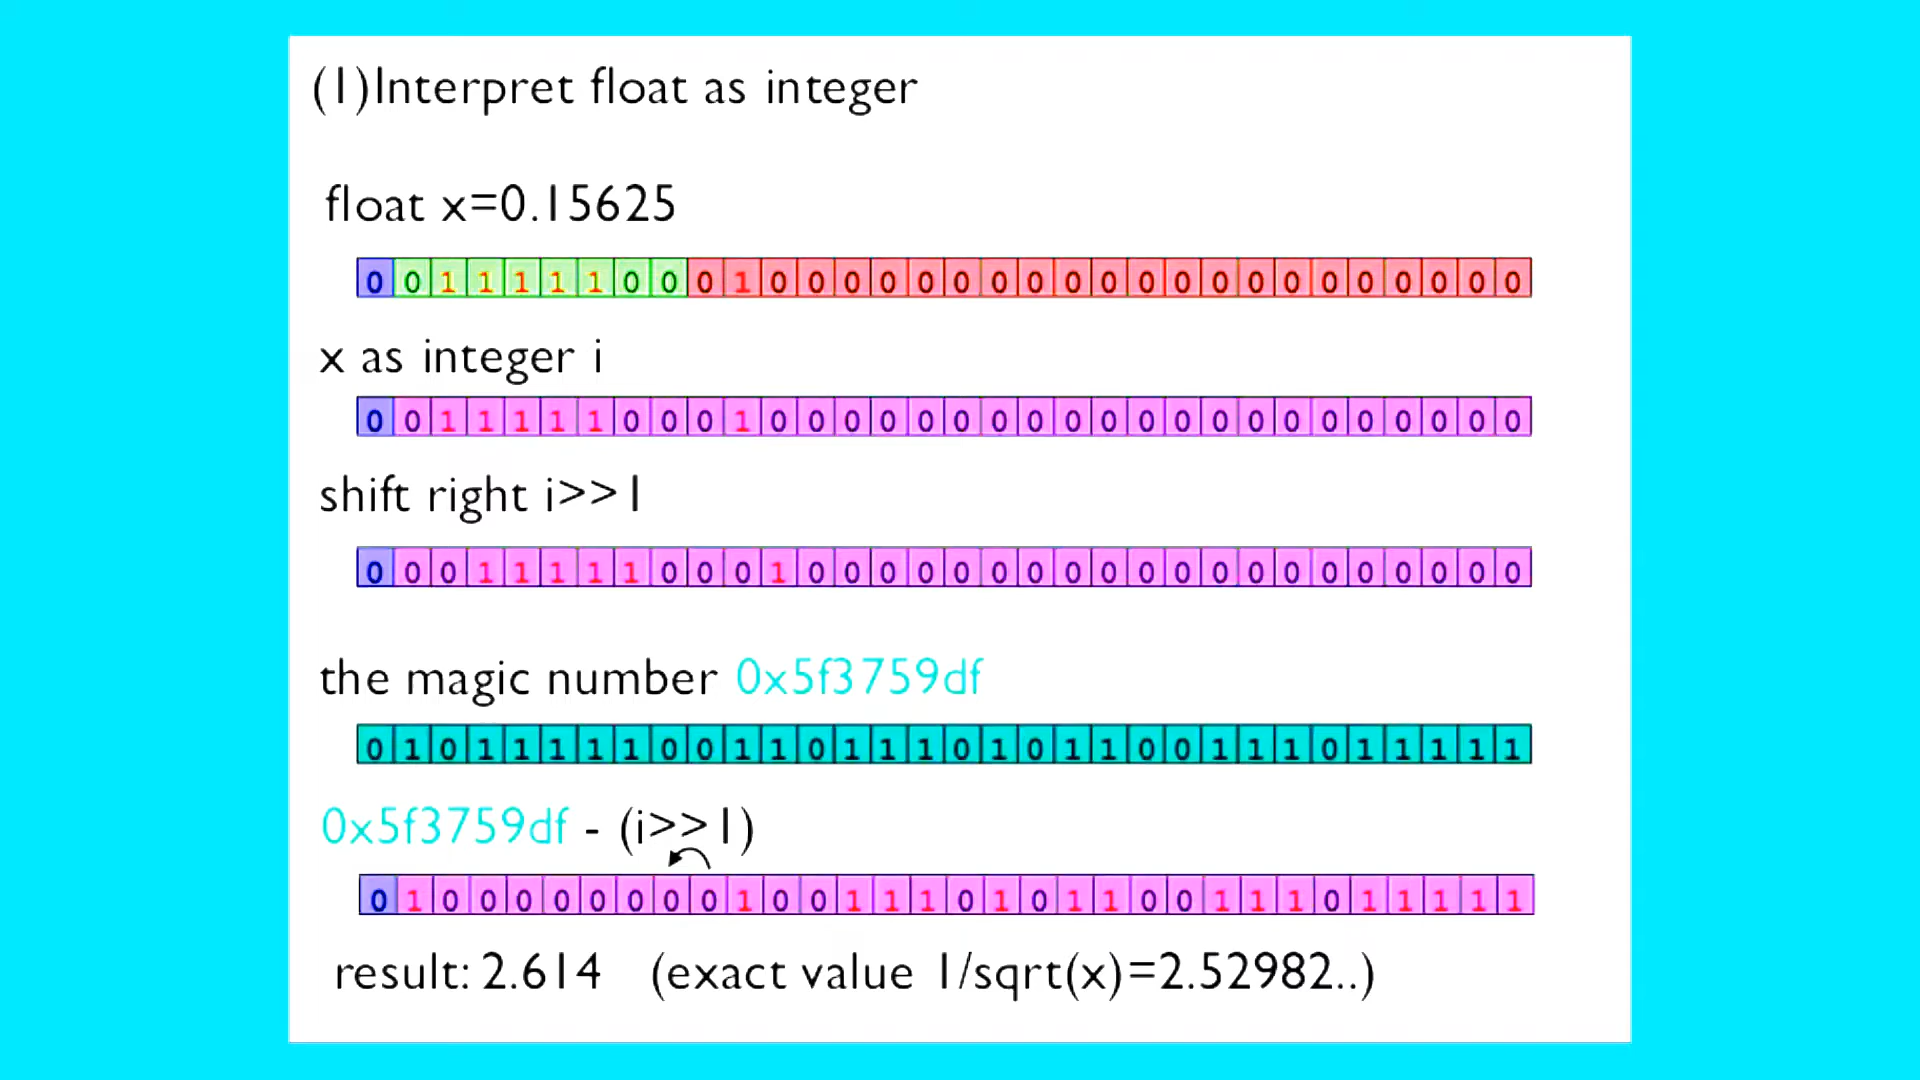 (1)Interpret float as integer
float x=0.15625
0 0 1 1 1 1 1 0 0 0 1 0 0 0 0 0 0 0 0 0 0 0 0 0 0 0 0 0 0 0 0 0
x as integer i
0 0 1 1 1 1 1 0 0 0 1 0 0 0 0 0 0 0 0 0 0 0 0 0 0 0 0 0 0 0 0 0
shift right i>>1
0 0 0 1 1 1 1 1 0 0 0 1 0 0 0 0 0 0 0 0 0 0 0 0 0 0 0 0 0 0 0 0
the magic number 0x5f3759df
0 1 0 1 1 1 1 1 0 0 1 1 0 1 1 1 0 1 0 1 1 0 0 1 1 1 0 1 1 1 1 1
0x5f3759df - (i>>1)
0 1 0 0 0 0 0 0 0 0 1 0 0 1 1 1 0 1 0 1 1 0 0 1 1 1 0 1 1 1 1 1
result: 2.614 (exact value 1/sqrt(x)=2.52982..)